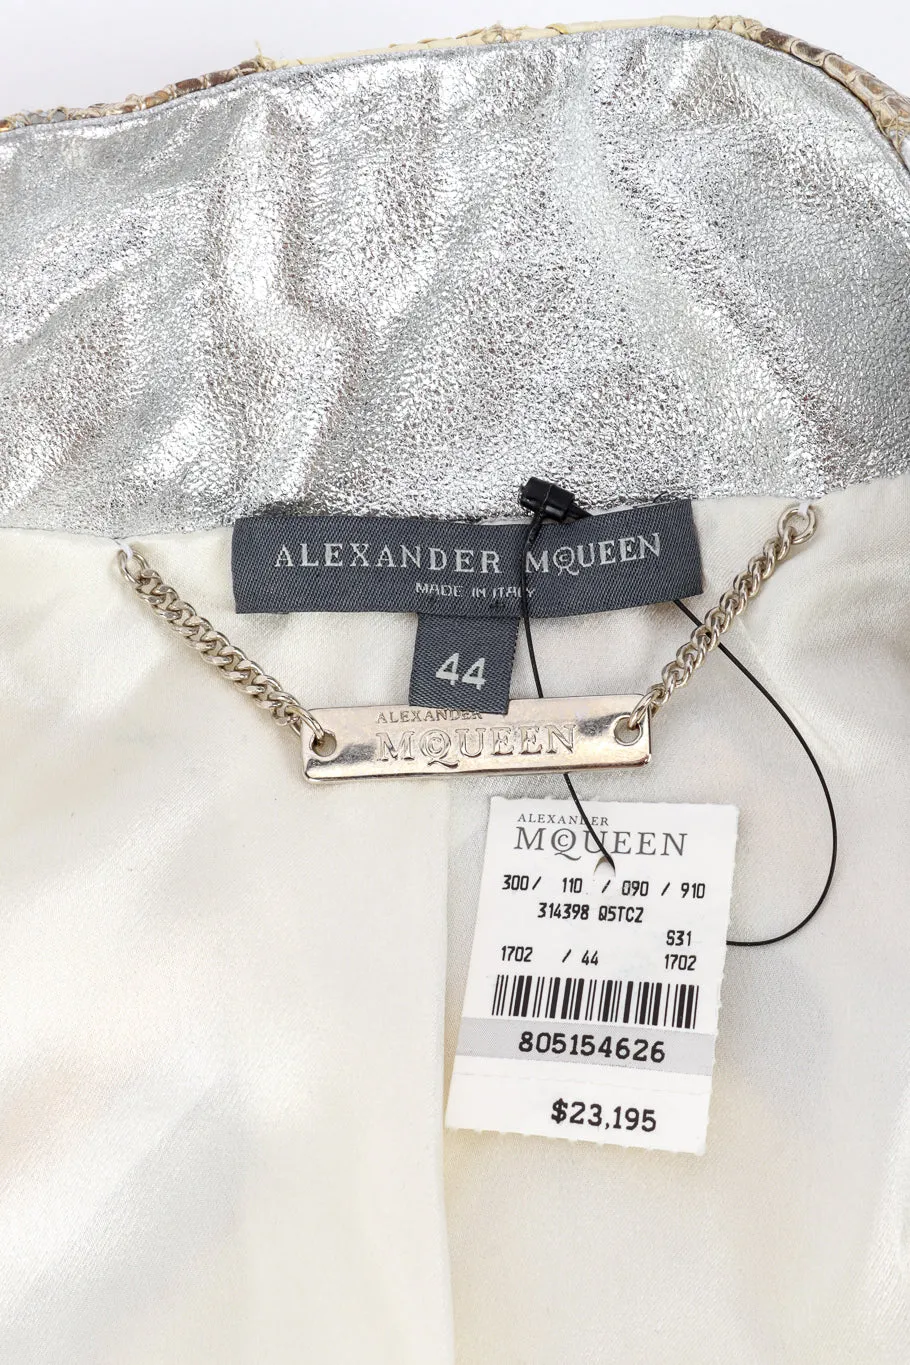 ALEXANDER McQUEEN
MADE IN ITALY
44
ALEXANDER
McQUEEN
ALEXANDER
McQUEEN
300/ 110 / 090 / 910
314398 Q5TCZ
S31
1702 / 44 1702
805154626
$23,195